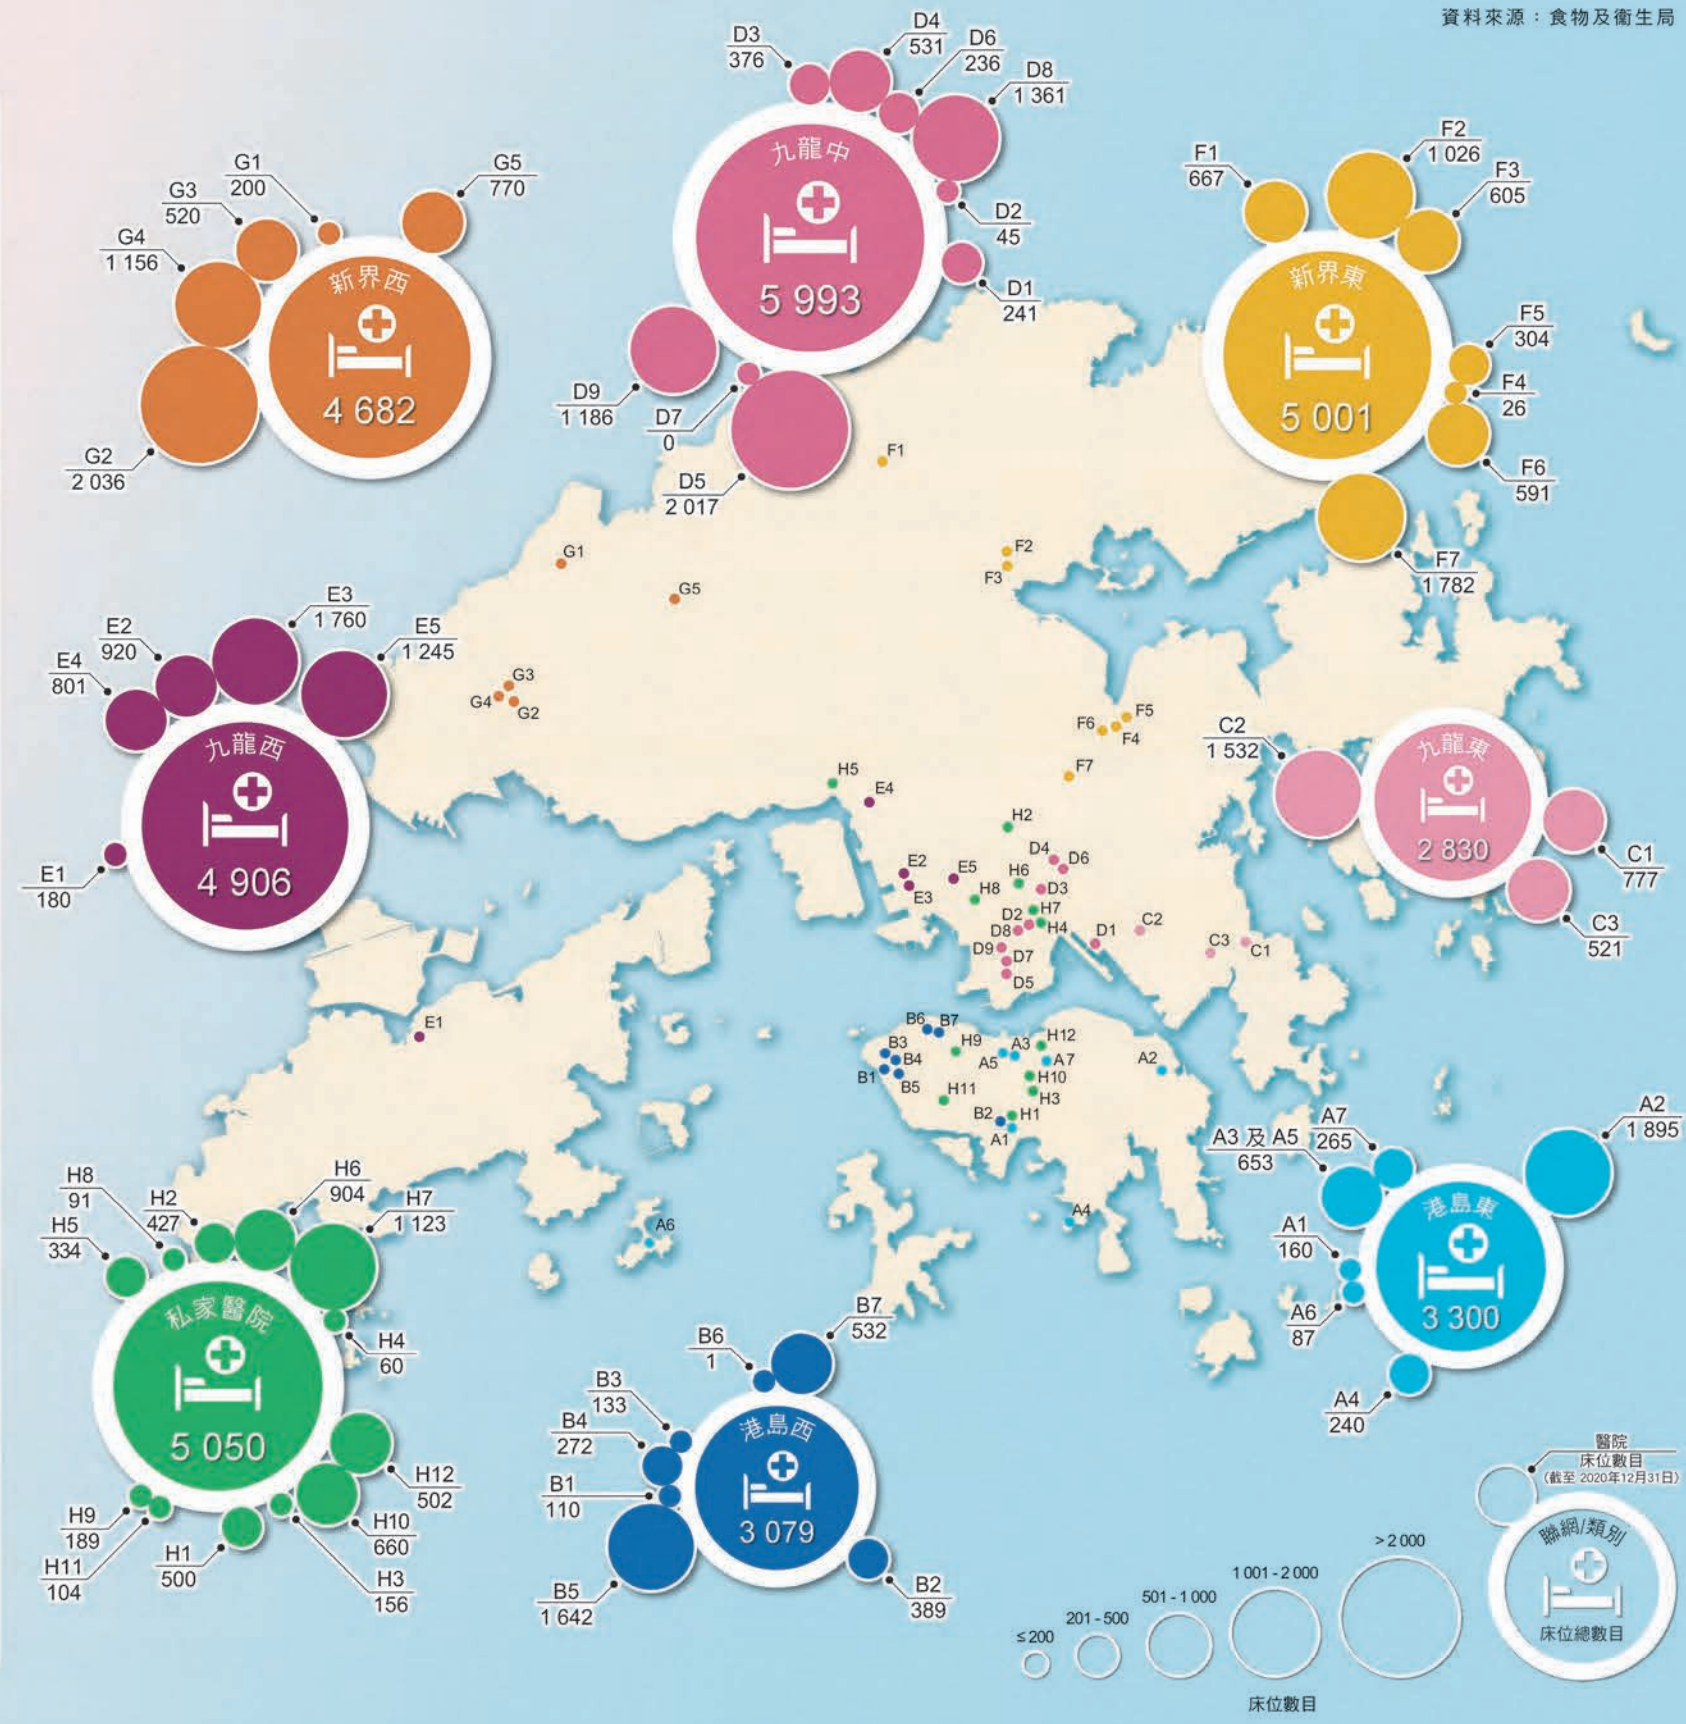 資料來源：食物及衞生局
D3
376
D4
531
D6
236
D8
1 361
D2
45
D1
241
九龍中
5 993
D9
1 186
D7
0
D5
2 017
G1
200
G3
520
G4
1 156
G5
770
新界西
4 682
G2
2 036
F1
667
F2
1 026
F3
605
新界東
5 001
F5
304
F4
26
F6
591
F7
1 782
E3
1 760
E2
920
E5
1 245
E4
801
九龍西
4 906
E1
180
C2
1 532
九龍東
2 830
C1
777
C3
521
F1
F2
F3
G1
G5
G3
G4
G2
F5
F6
F4
F7
H5
E4
H2
D4
D6
E2
E5
H6
E3
H8
D3
H7
D2
H4
D8
D1
C2
D9
C3
C1
D7
D5
E1
B6
B7
H9
A3
H12
B3
B4
A5
A7
A2
B1
B5
H10
H11
H3
B2
H1
A1
A4
A6
H6
904
H8
91
H2
427
H7
1 123
H5
334
私家醫院
5 050
H4
60
H12
502
H9
189
H10
660
H11
104
H1
500
H3
156
B7
532
B6
1
B3
133
B4
272
港島西
3 079
B1
110
B5
1 642
B2
389
A2
1 895
A7
265
A3 及 A5
653
港島東
3 300
A1
160
A6
87
A4
240
醫院
床位數目
(截至 2020年12月31日)
聯網/類別
床位總數目
≤ 200
201 - 500
501 - 1 000
1 001 - 2 000
> 2 000
床位數目